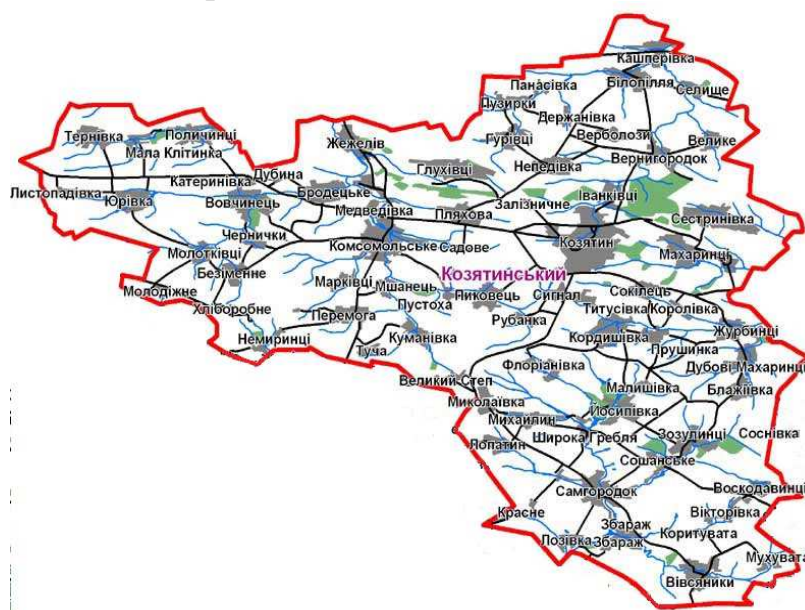 Кашперівка
Білопілля
Панасівка
Селище
Пузирки
Держанівка
Тернівка
Поличинці
Жежелів
Гурівці
Верболози
Велике
Мала Клітинка
Глухівці
Непедівка
Вернигородок
Катеринівка
Дубина
Листопадівка
Юрівка
Вовчинець
Бродецьке
Залізничне
Іванківці
Медведівка
Пляхова
Сестринівка
Чернички
Комсомольське
Садове
Козятин
Молотківці
Махаринці
Безіменне
Козятинський
Молодіжне
Марківці
Мшанець
Сокілець
Хліборобне
Пустоха
Пиковець
Сигнал
Титусівка
Королівка
Перемога
Рубанка
Немиринці
Куманівка
Кордишівка
Журбинці
Туча
Прушинка
Флоріанівка
Дубові Махаринці
Великий Степ
Малишівка
Блажіївка
Миколаївка
Йосипівка
Михайлин
Лопатин
Широка Гребля
Зозулинці
Соснівка
Сошанське
Самгородок
Воскодавинці
Красне
Вікторівка
Збараж
Лозівка
Збараж
Коритувата
Мухувата
Вівсяники